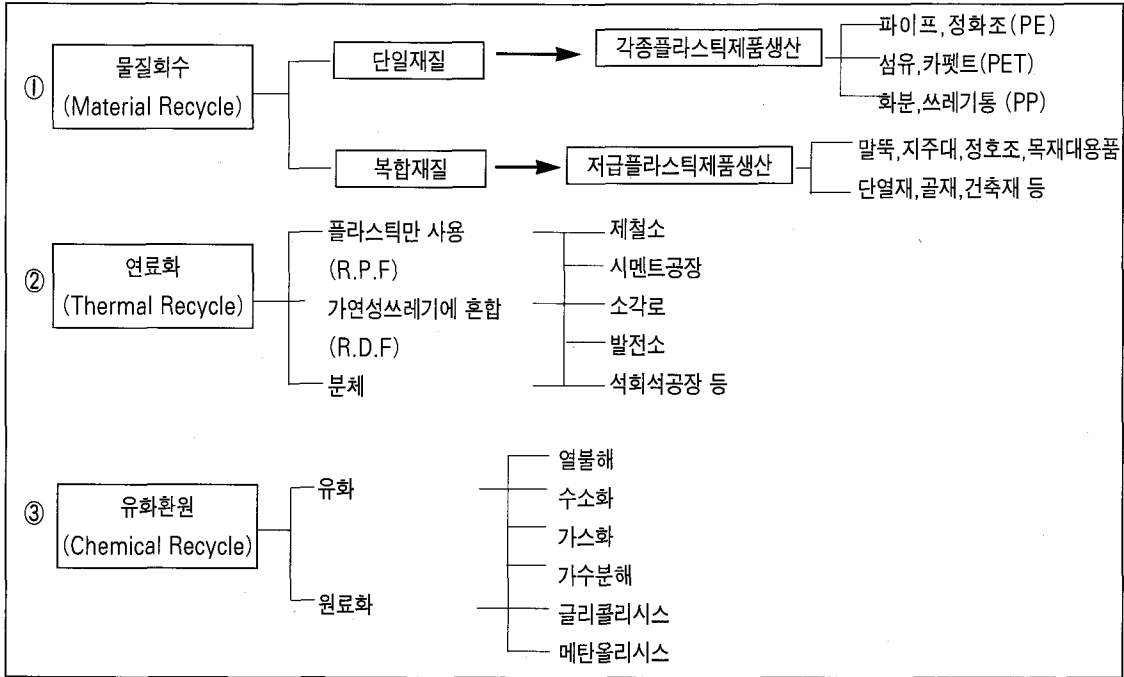 ①
물질회수
(Material Recycle)
단일재질
각종플라스틱제품생산
파이프,정화조(PE)
섬유,카펫트(PET)
화분,쓰레기통 (PP)
복합재질
저급플라스틱제품생산
말뚝,지주대,정호조,목재대용품
단열재,골재,건축재 등
②
연료화
(Thermal Recycle)
플라스틱만 사용
(R.P.F)
가연성쓰레기에 혼합
(R.D.F)
분체
제철소
시멘트공장
소각로
발전소
석회석공장 등
③
유화환원
(Chemical Recycle)
유화
원료화
열불해
수소화
가스화
가수분해
글리콜리시스
메탄올리시스